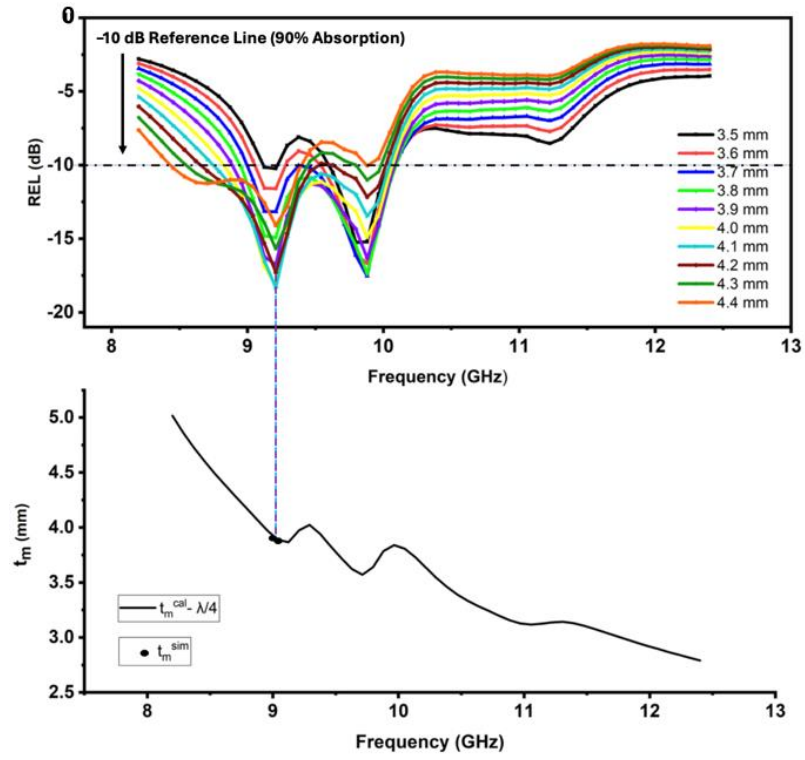 0
–10 dB Reference Line (90% Absorption)
-5
-10
-15
-20
REL (dB)
3.5 mm
3.6 mm
3.7 mm
3.8 mm
3.9 mm
4.0 mm
4.1 mm
4.2 mm
4.3 mm
4.4 mm
8 9 10 11 12 13
Frequency (GHz)
5.0
4.5
4.0
3.5
3.0
2.5
tm (mm)
tm^cal- λ/4
tm^sim
8 9 10 11 12 13
Frequency (GHz)